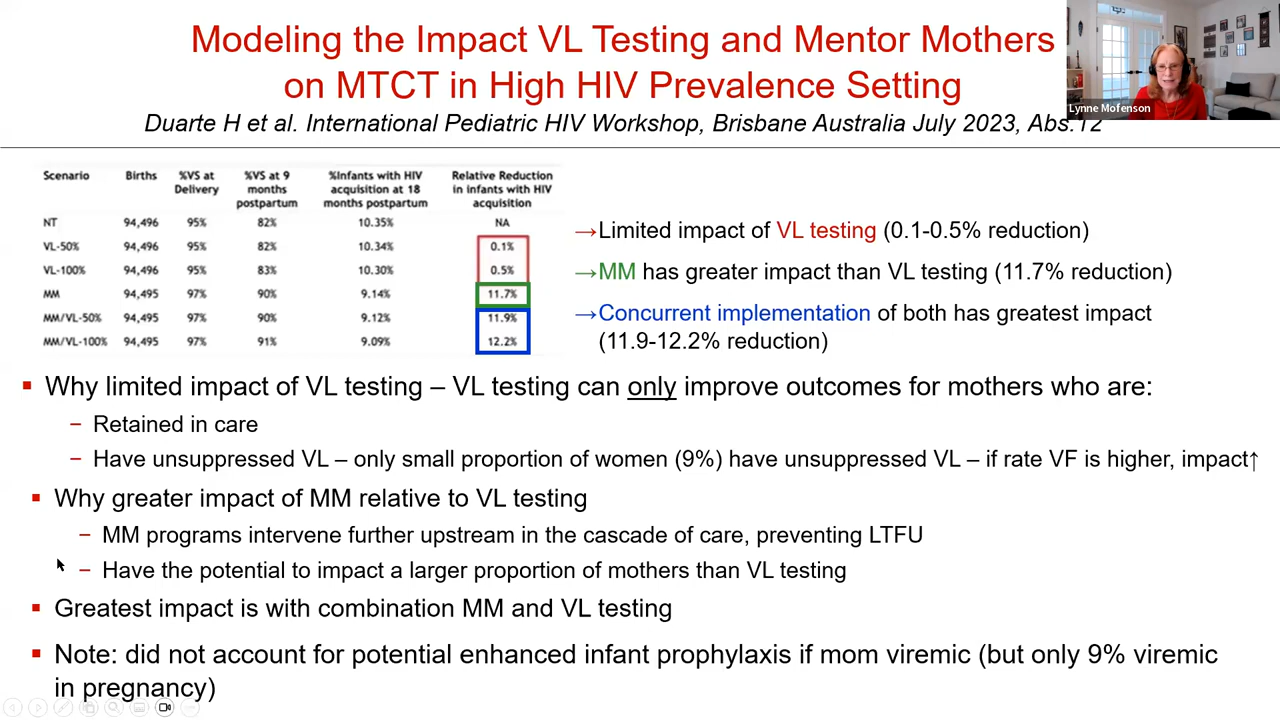 Modeling the Impact VL Testing and Mentor Mothers
on MTCT in High HIV Prevalence Setting
Lynne Mofenson
Duarte H et al. International Pediatric HIV Workshop, Brisbane Australia July 2023, Abs.12
Scenario Births %VS at Delivery %VS at 9 months postpartum %Infants with HIV acquisition at 18 months postpartum Relative Reduction in infants with HIV acquisition
NT 94,496 95% 82% 10.35% NA
VL-50% 94,496 95% 82% 10.34% 0.1%
VL-100% 94,496 95% 83% 10.30% 0.5%
MM 94,495 97% 90% 9.14% 11.7%
MM/VL-50% 94,495 97% 90% 9.12% 11.9%
MM/VL-100% 94,495 97% 91% 9.09% 12.2%
→Limited impact of VL testing (0.1-0.5% reduction)
→MM has greater impact than VL testing (11.7% reduction)
→Concurrent implementation of both has greatest impact
(11.9-12.2% reduction)
▪ Why limited impact of VL testing – VL testing can only improve outcomes for mothers who are:
− Retained in care
− Have unsuppressed VL – only small proportion of women (9%) have unsuppressed VL – if rate VF is higher, impact↑
▪ Why greater impact of MM relative to VL testing
− MM programs intervene further upstream in the cascade of care, preventing LTFU
− Have the potential to impact a larger proportion of mothers than VL testing
▪ Greatest impact is with combination MM and VL testing
▪ Note: did not account for potential enhanced infant prophylaxis if mom viremic (but only 9% viremic
in pregnancy)